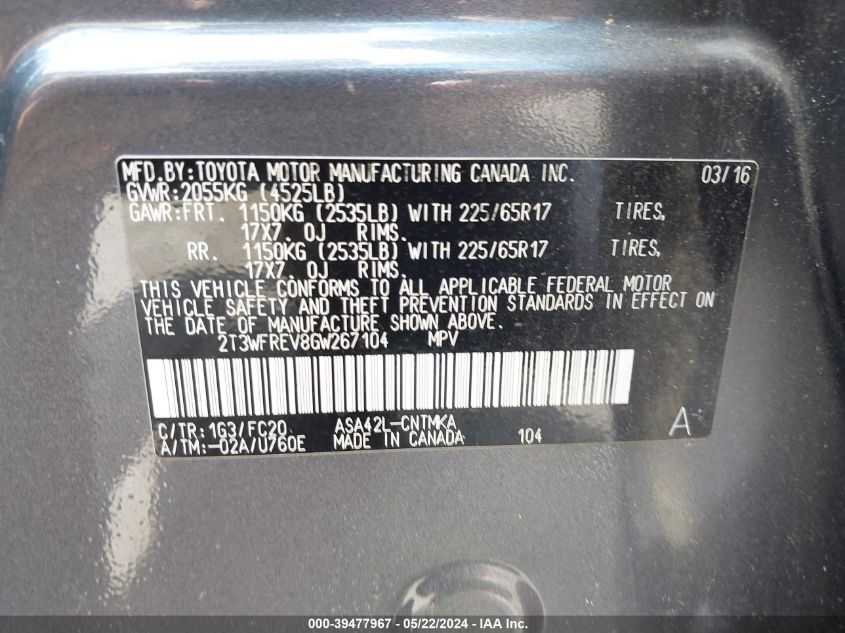 MFD.BY:TOYOTA MOTOR MANUFACTURING CANADA INC. 03/16
GVWR:2055KG (4525LB)
GAWR:FRT. 1150KG (2535LB) WITH 225/65R17 TIRES,
17X7.0J RIMS.
RR. 1150KG (2535LB) WITH 225/65R17 TIRES,
17X7.0J RIMS.
THIS VEHICLE CONFORMS TO ALL APPLICABLE FEDERAL MOTOR
VEHICLE SAFETY AND THEFT PREVENTION STANDARDS IN EFFECT ON
THE DATE OF MANUFACTURE SHOWN ABOVE.
2T3WFREV8GW267104 MPV
C/TR:1G3/FC20 ASA42L-CNTMKA A
A/TM:-02A/U760E MADE IN CANADA 104
000-39477967 - 05/22/2024 - IAA Inc.